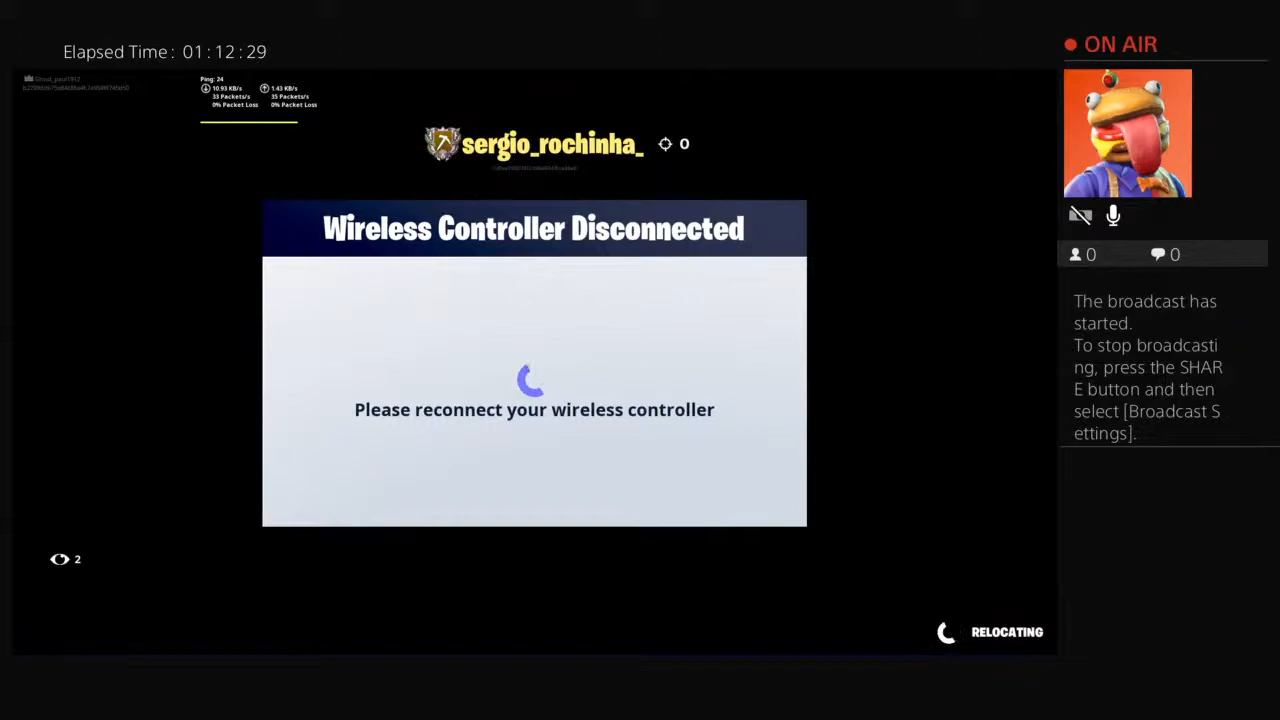 Elapsed Time: 01:12:29
ON AIR
Ping: 24
10.93 KB/s 1.43 KB/s
33 Packets/s 35 Packets/s
0% Packet Loss 0% Packet Loss
sergio_rochinha_ 0
Wireless Controller Disconnected
Please reconnect your wireless controller
0 0
The broadcast has
started.
To stop broadcasti
ng, press the SHAR
E button and then
select [Broadcast S
ettings].
2
RELOCATING